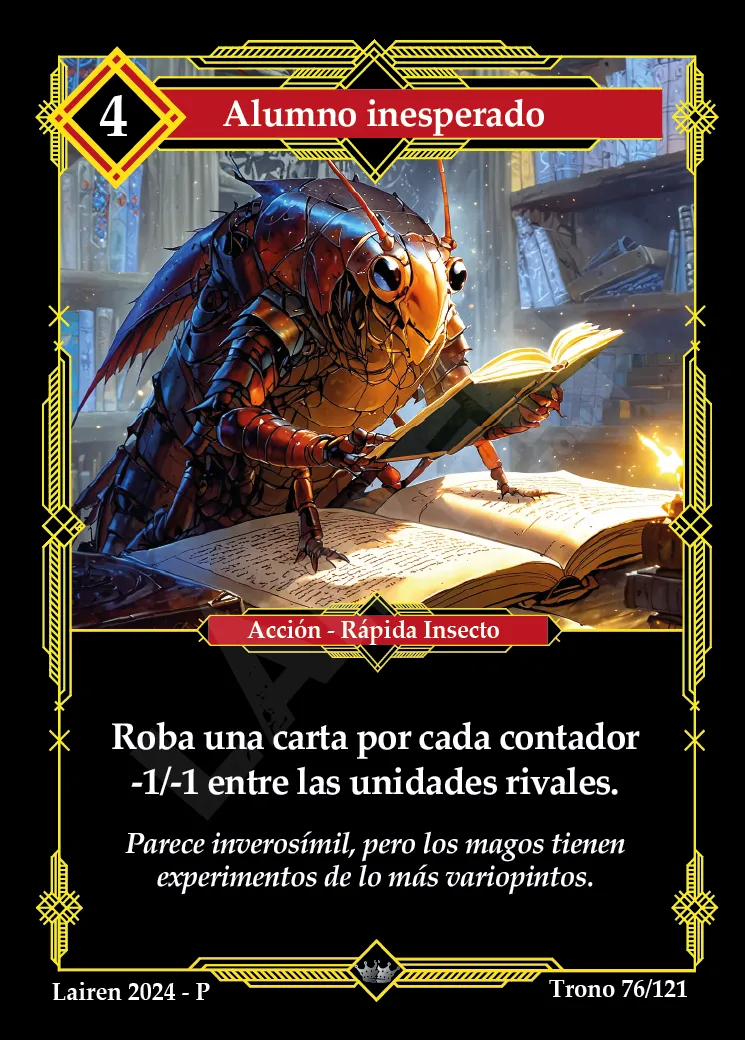 4
Alumno inesperado
Acción - Rápida Insecto
Roba una carta por cada contador
-1/-1 entre las unidades rivales.
Parece inverosímil, pero los magos tienen
experimentos de lo más variopintos.
Lairen 2024 - P
Trono 76/121